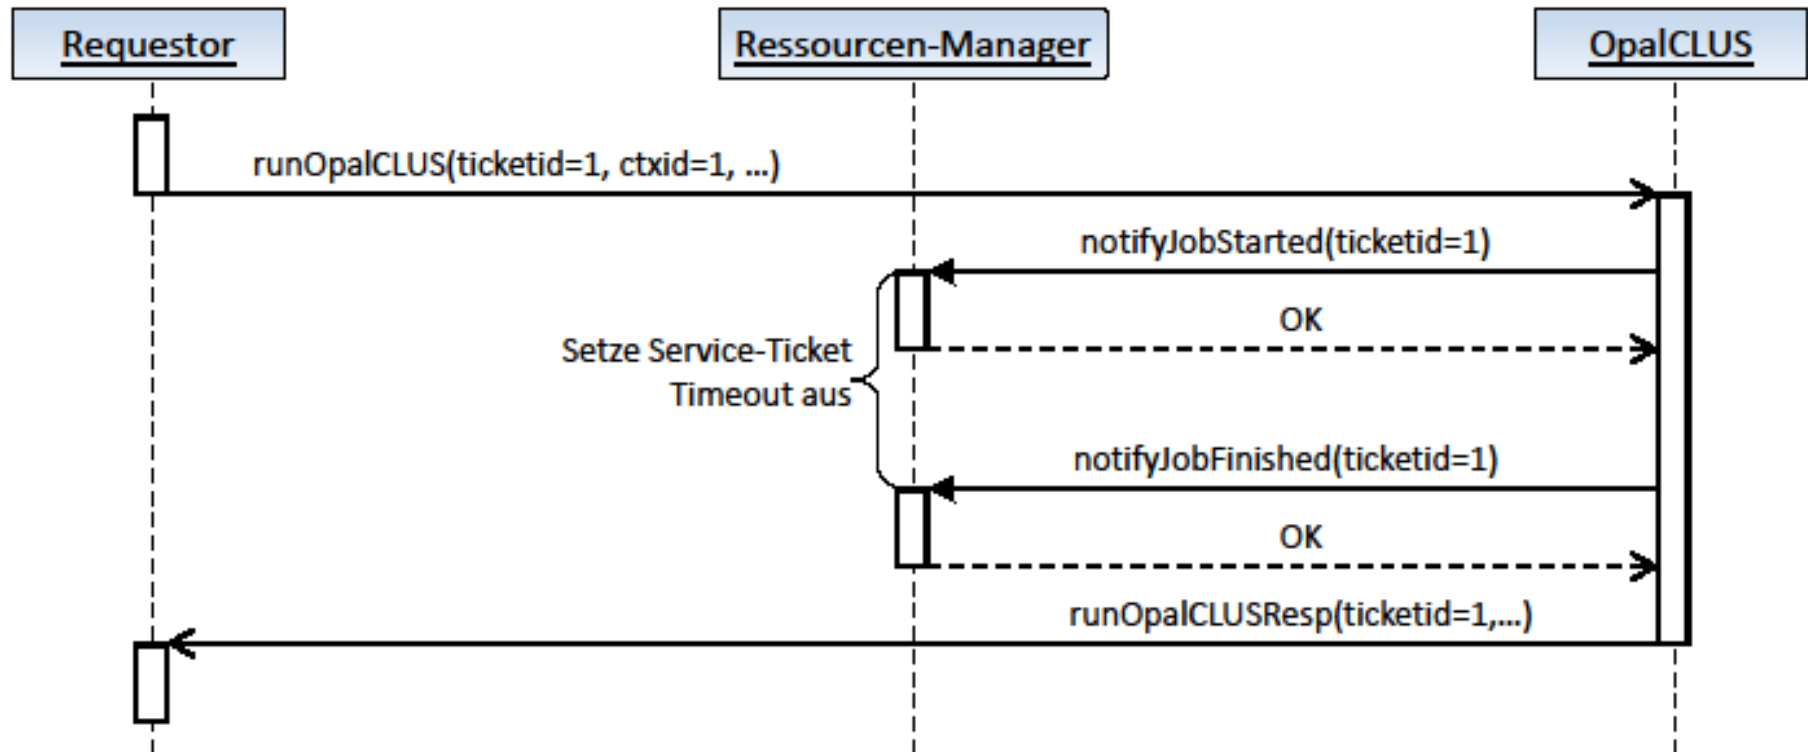 Requestor
Ressourcen-Manager
OpalCLUS
runOpalCLUS(ticketid=1, ctxid=1, ...)
notifyJobStarted(ticketid=1)
OK
Setze Service-Ticket
Timeout aus
notifyJobFinished(ticketid=1)
OK
runOpalCLUSResp(ticketid=1,...)